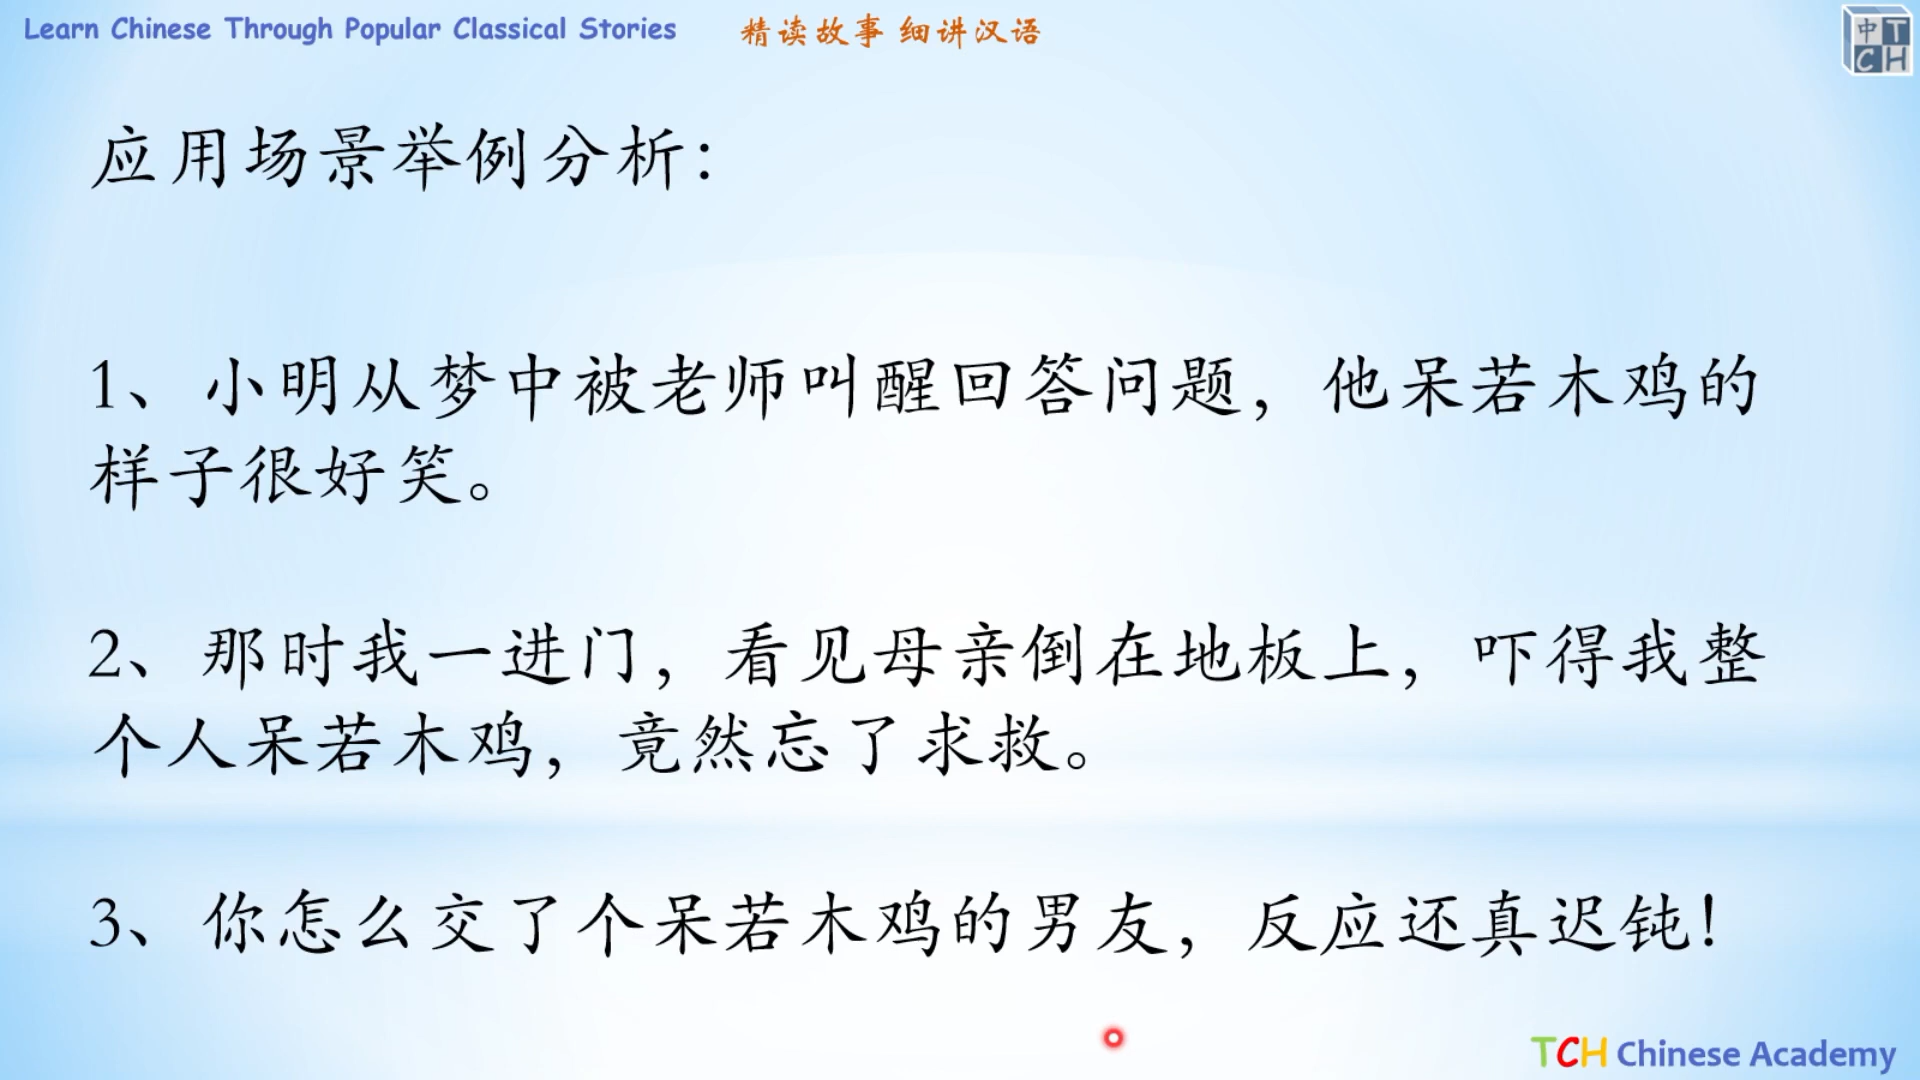 Learn Chinese Through Popular Classical Stories 精读故事 细讲汉语
中T
CH
应用场景举例分析：
1、小明从梦中被老师叫醒回答问题，他呆若木鸡的
样子很好笑。
2、那时我一进门，看见母亲倒在地板上，吓得我整
个人呆若木鸡，竟然忘了求救。
3、你怎么交了个呆若木鸡的男友，反应还真迟钝！
TCH Chinese Academy